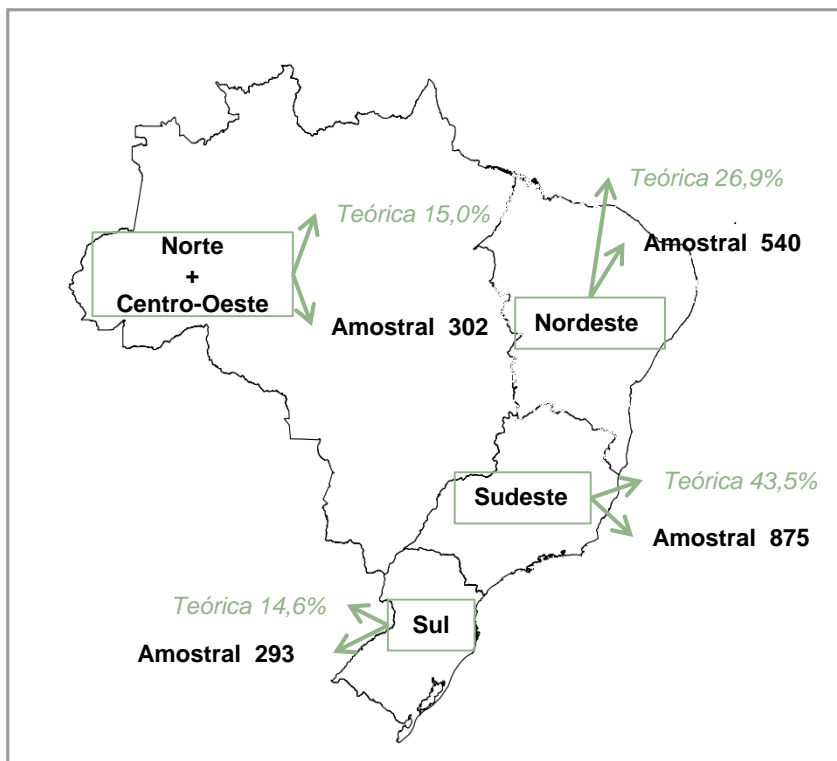 Teórica 26,9%
Teórica 15,0%
Norte
+
Centro-Oeste
Amostral 540
Amostral 302
Nordeste
Sudeste
Teórica 43,5%
Amostral 875
Teórica 14,6%
Sul
Amostral 293